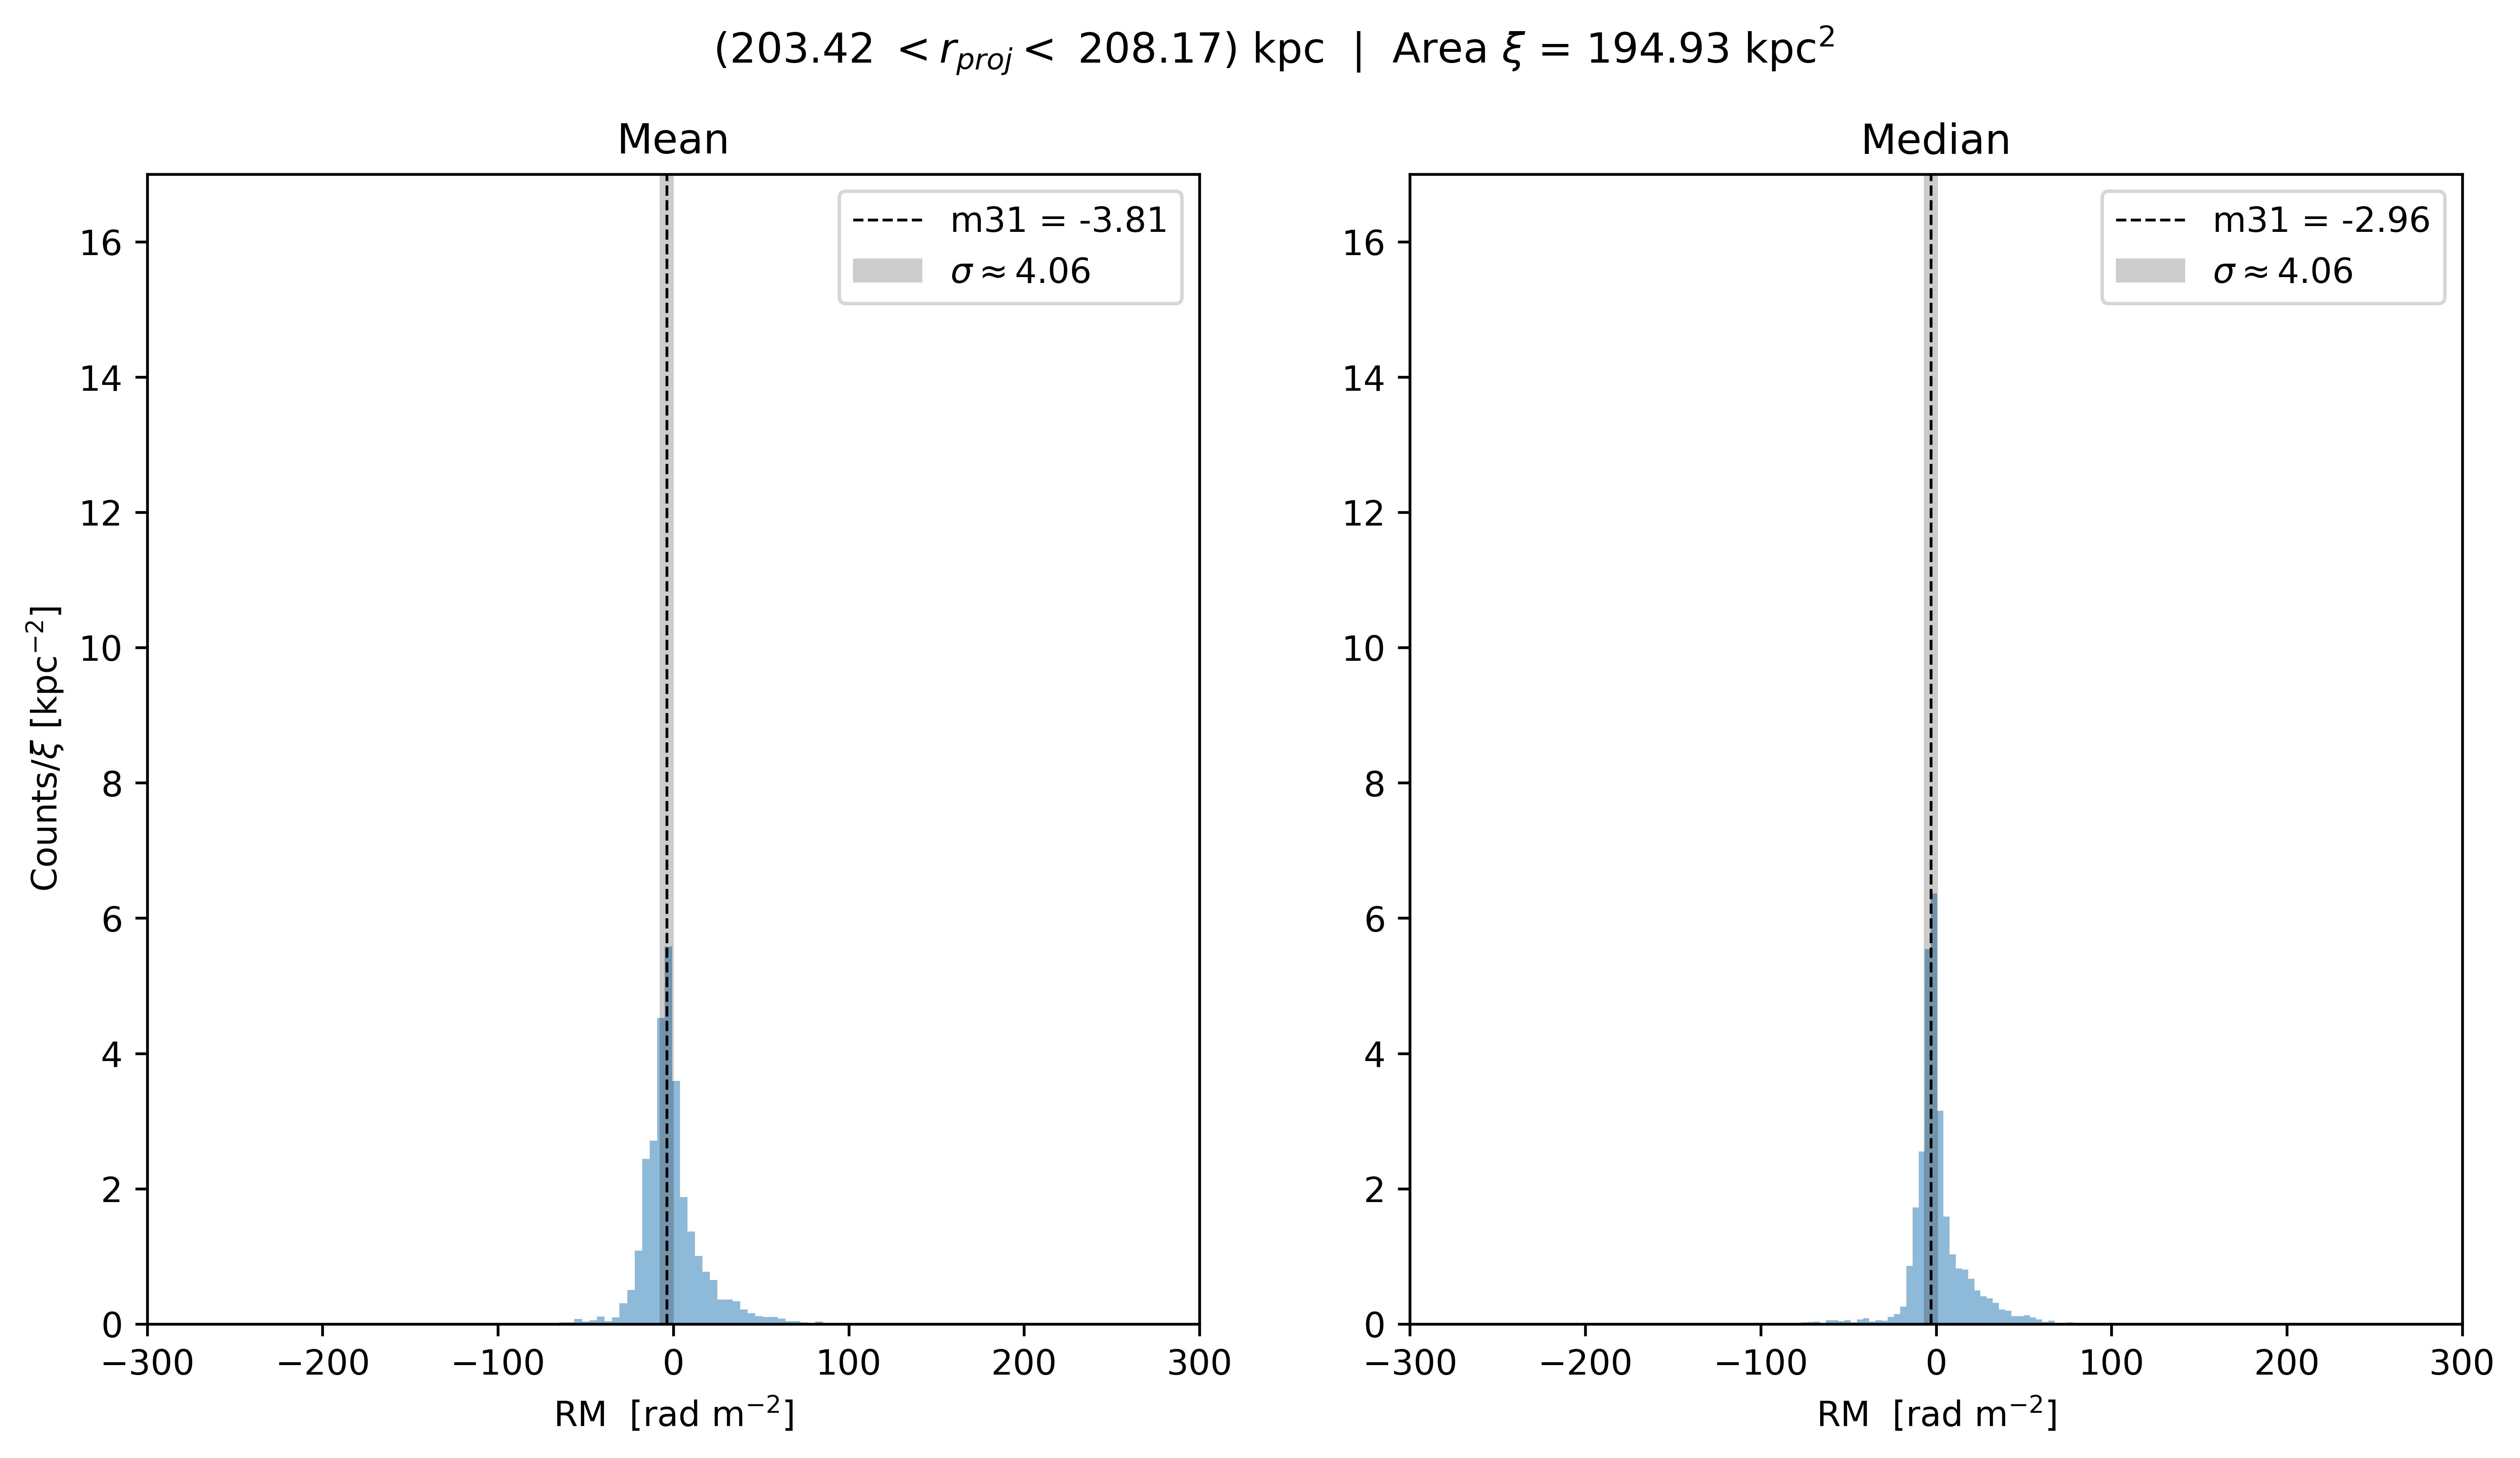 (203.42 < r_proj < 208.17) kpc | Area ξ = 194.93 kpc²
Mean
m31 = -3.81
σ ≈ 4.06
16
14
12
10
8
6
4
2
0
Counts/ξ [kpc⁻²]
−300 −200 −100 0 100 200 300
RM [rad m⁻²]
Median
m31 = -2.96
σ ≈ 4.06
16
14
12
10
8
6
4
2
0
−300 −200 −100 0 100 200 300
RM [rad m⁻²]